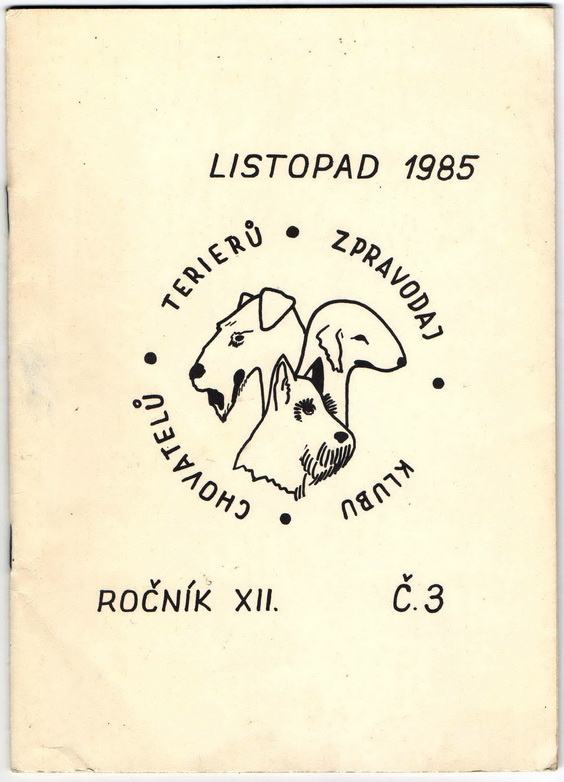 LISTOPAD 1985
ZPRAVODAJ • KLUBU • CHOVATELŮ • TERIERŮ •
ROČNÍK XII. Č.3